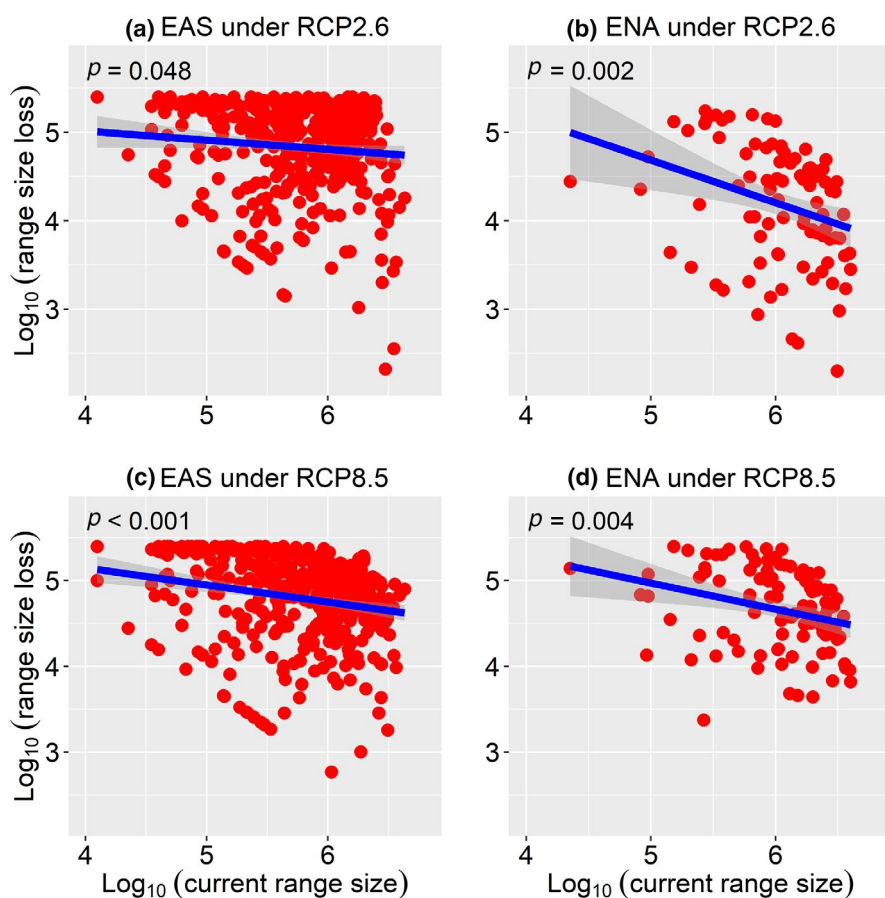 (a) EAS under RCP2.6
(b) ENA under RCP2.6
Log₁₀ (range size loss)
p = 0.048
p = 0.002
5
4
3
5
4
3
4 5 6
4 5 6
(c) EAS under RCP8.5
(d) ENA under RCP8.5
Log₁₀ (range size loss)
p < 0.001
p = 0.004
5
4
3
5
4
3
4 5 6
4 5 6
Log₁₀ (current range size)
Log₁₀ (current range size)